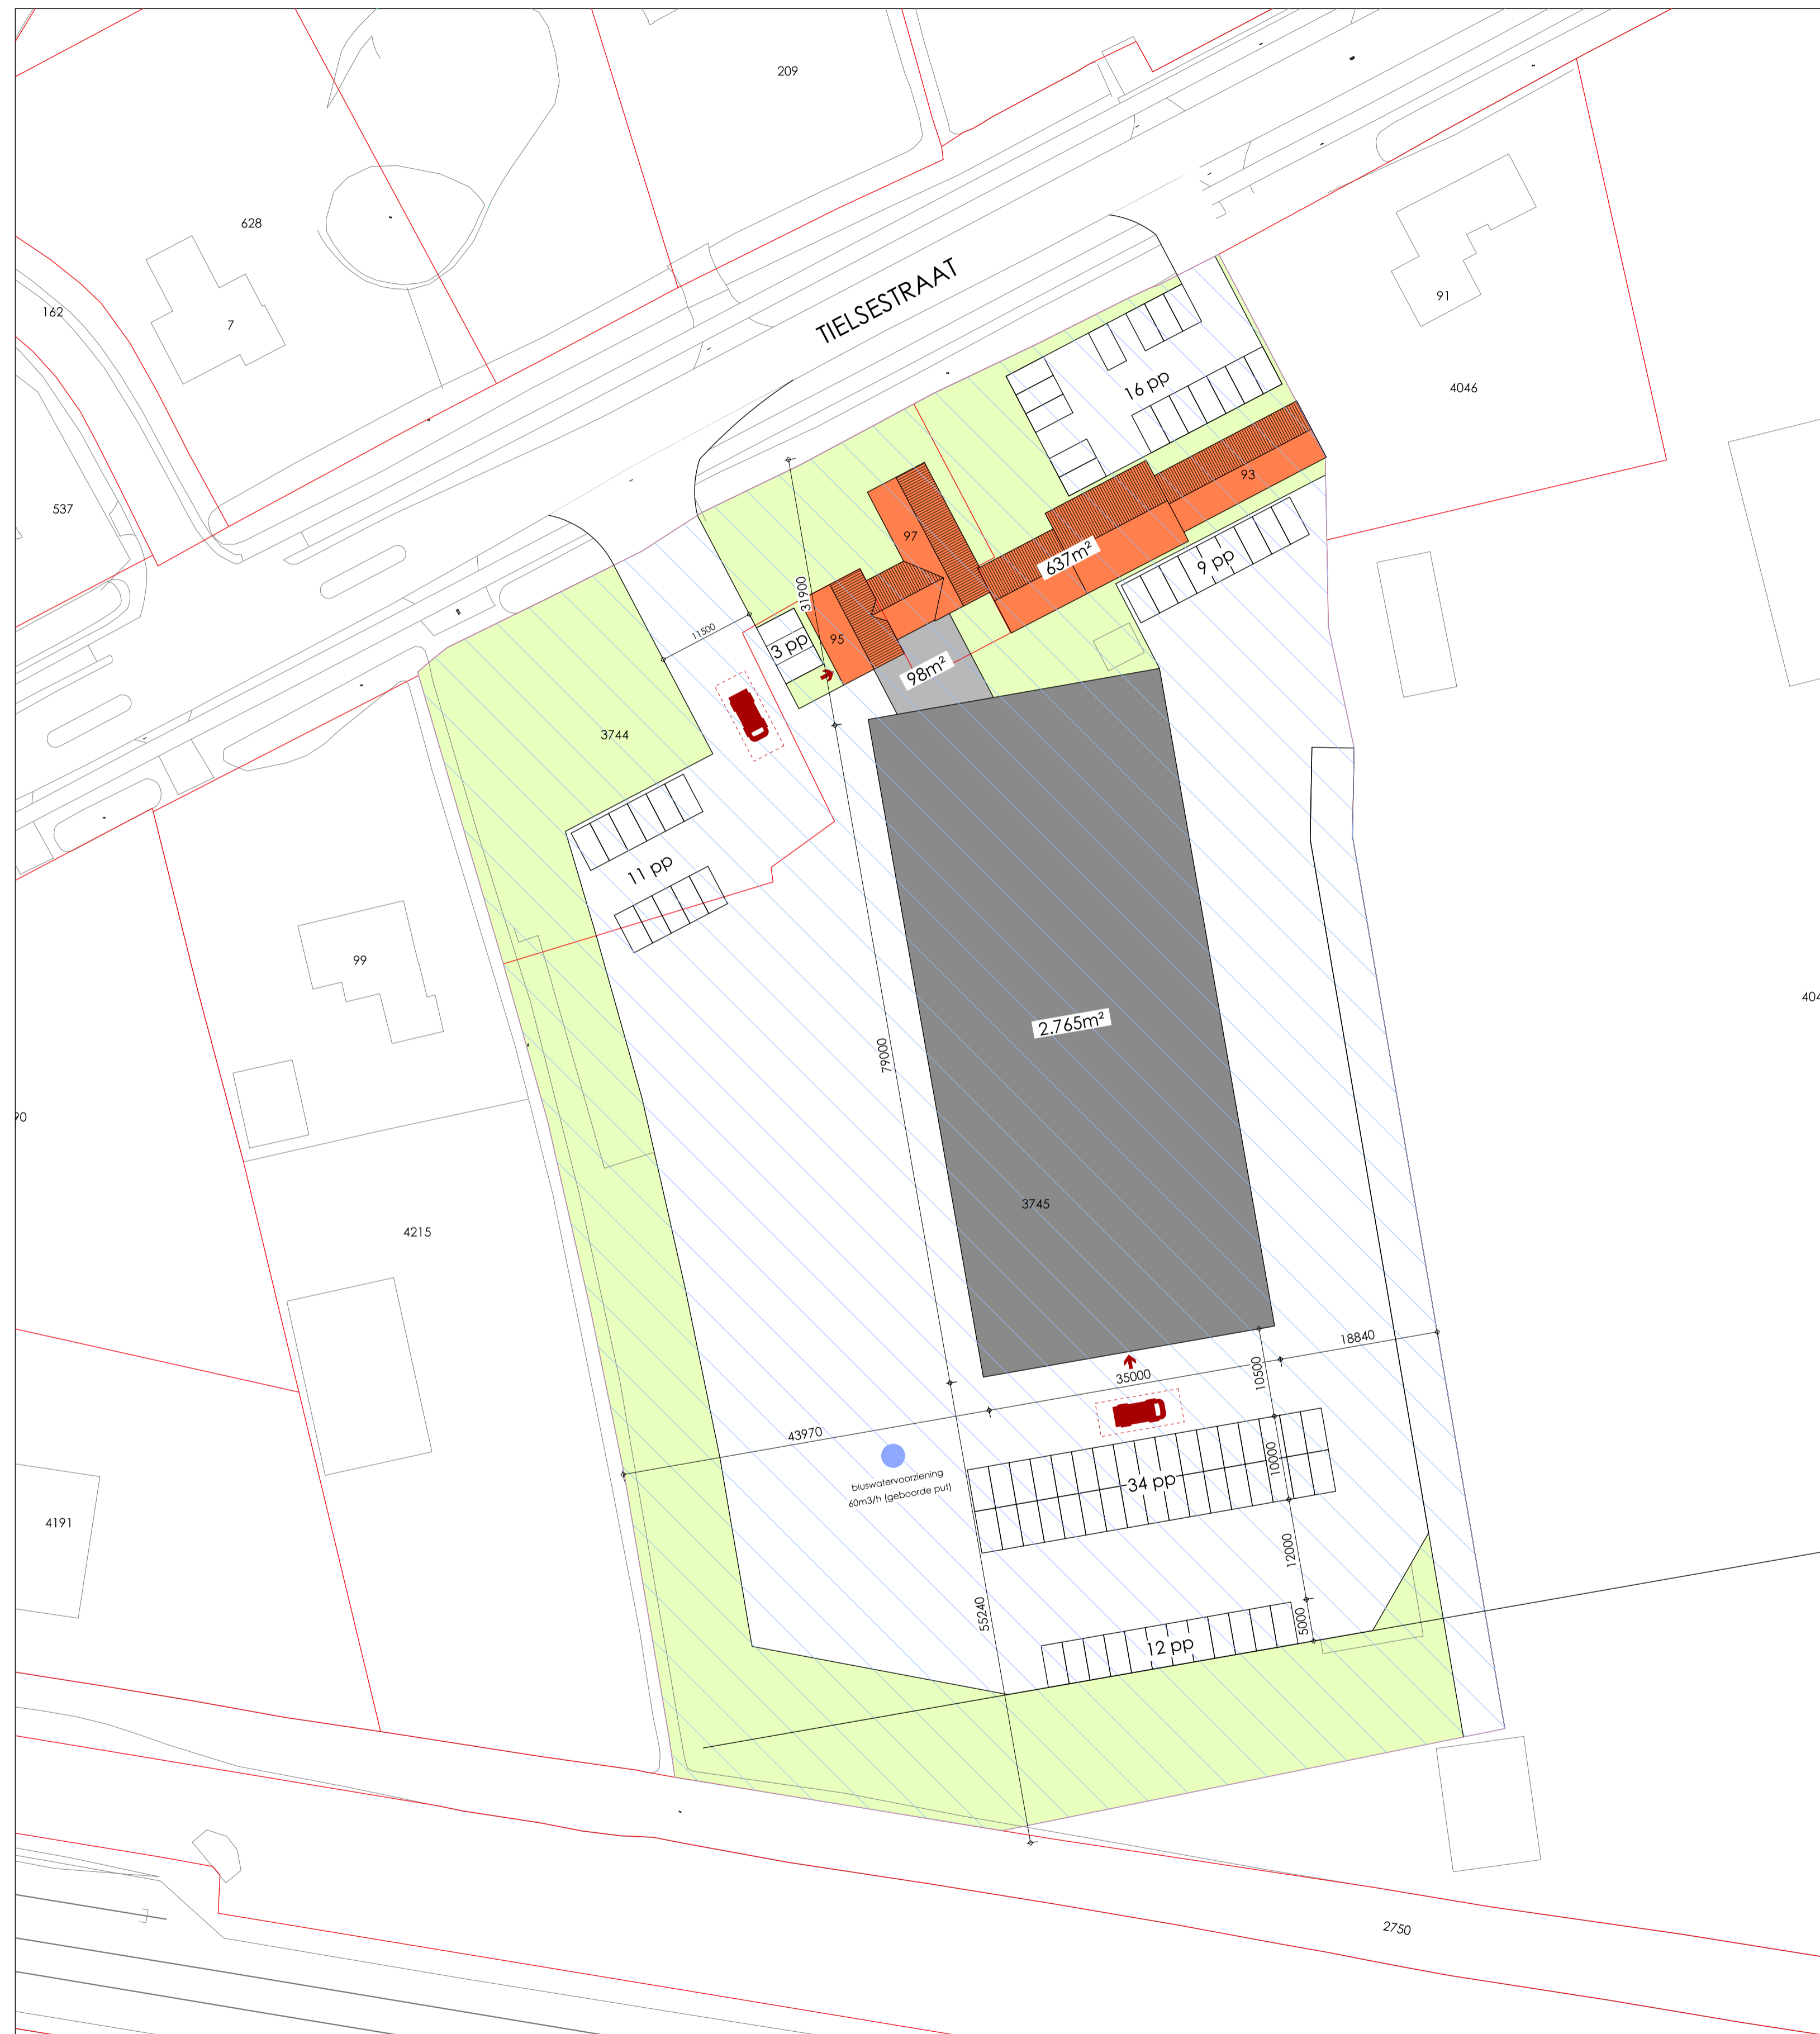 209
628
7
162
TIELSESTRAAT
91
4046
16 pp
537
93
97
637m²
9 pp
31900
11500
3 pp
95
98m²
3744
11 pp
99
2.765m²
79000
90
3745
4215
18840
10500
35000
43970
bluswatervoorziening
60m3/h (geboorde put)
34 pp
10000
4191
12000
55240
5000
12 pp
2750